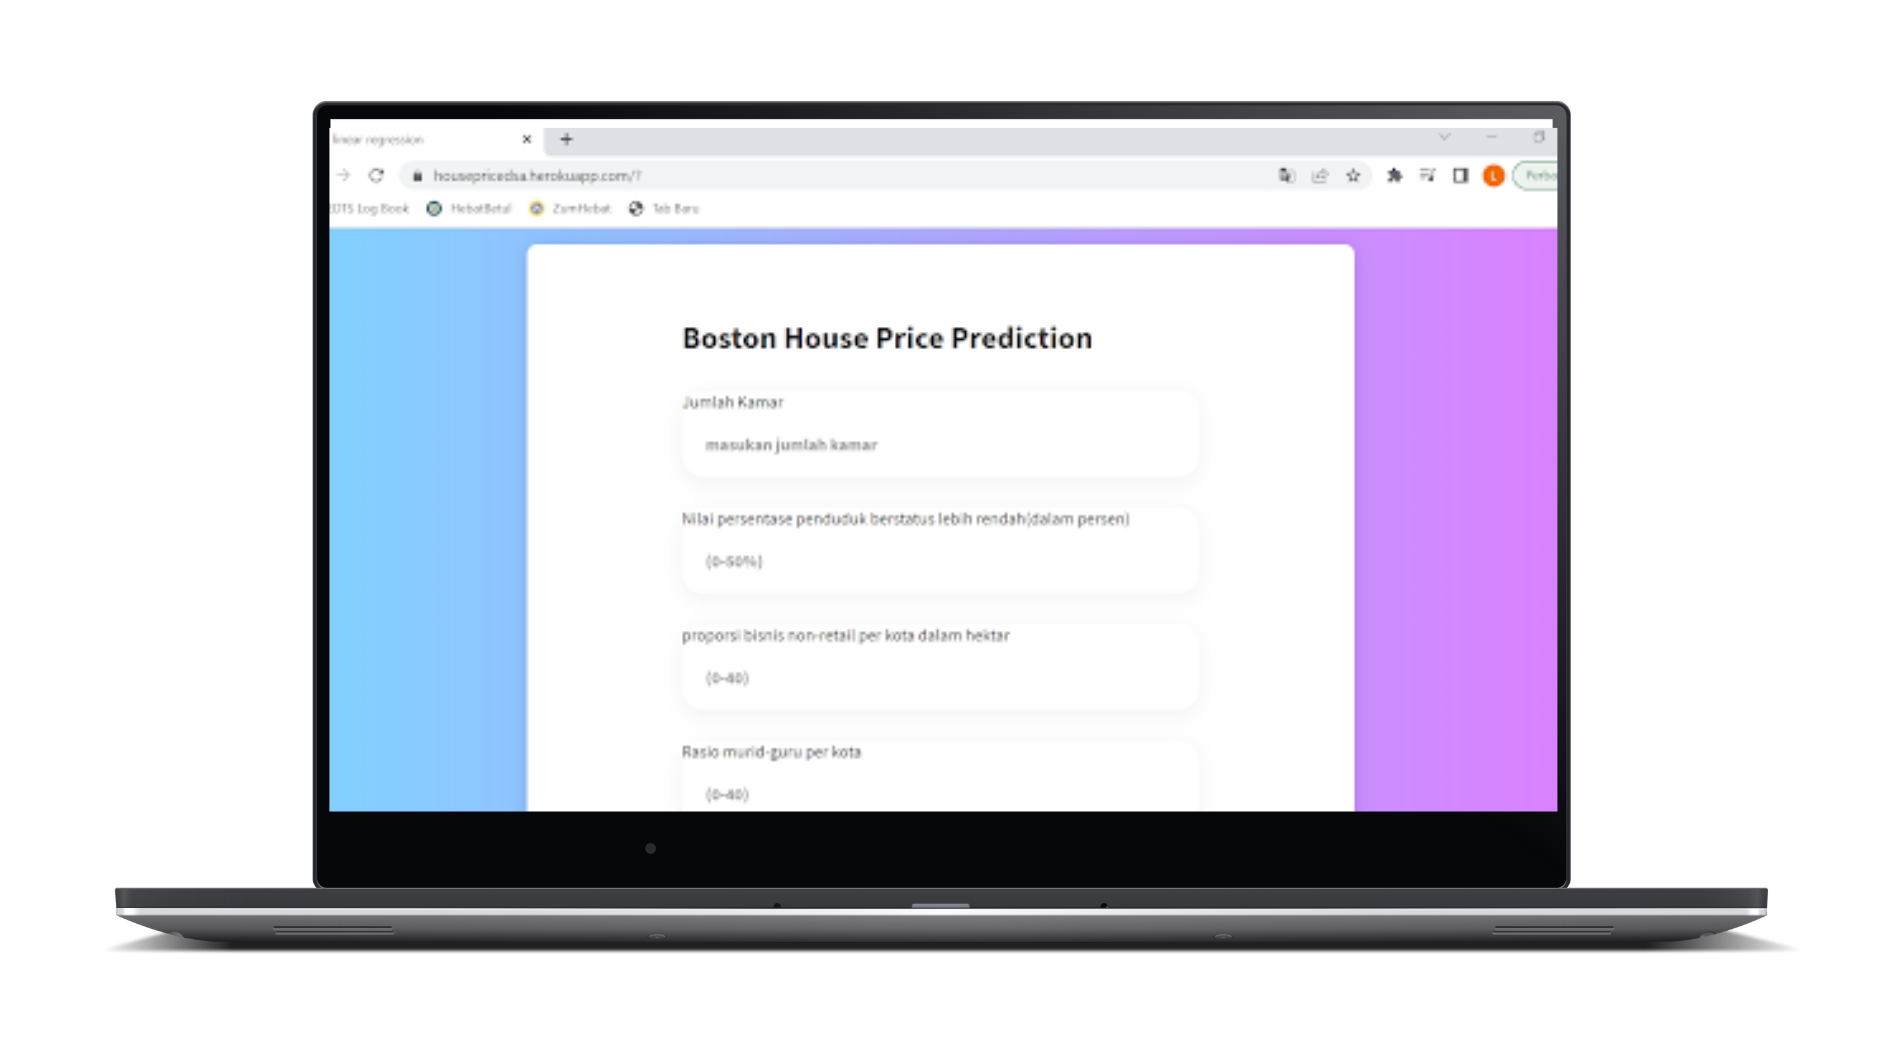 linear regression
housepricedsa.herokuapp.com/?
L
Perba
DTS Log Book HebatBetul ZumHebat Tab Baru
Boston House Price Prediction
Jumlah Kamar
masukan jumlah kamar
Nilai persentase penduduk berstatus lebih rendah(dalam persen)
(0-50%)
proporsi bisnis non-retail per kota dalam hektar
(0-40)
Rasio murid-guru per kota
(0-40)